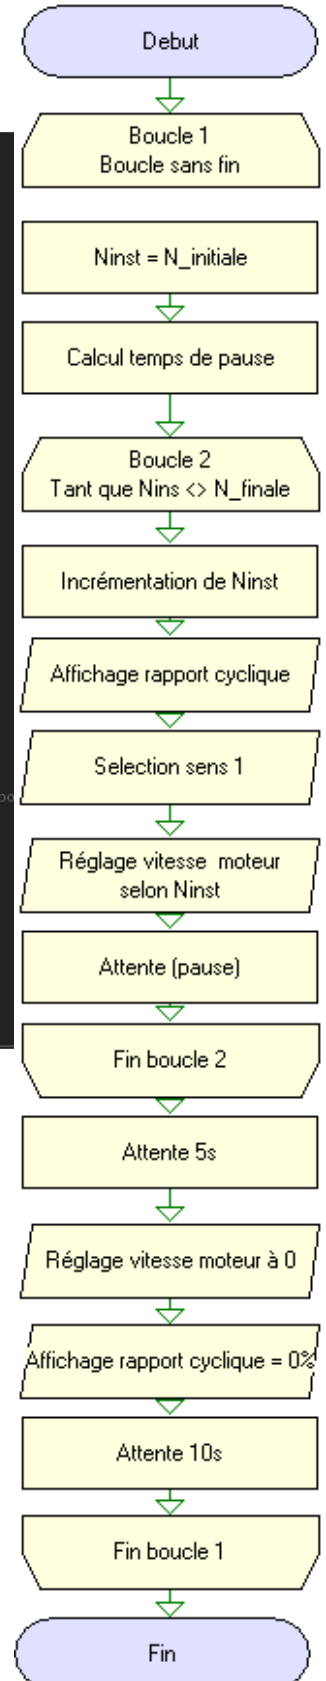 Debut
Boucle 1
Boucle sans fin
Ninst = N_initiale
Calcul temps de pause
Boucle 2
Tant que Nins <> N_finale
Incrémentation de Ninst
Affichage rapport cyclique
Selection sens 1
Réglage vitesse moteur
selon Ninst
Attente (pause)
Fin boucle 2
Attente 5s
Réglage vitesse moteur à 0
Affichage rapport cyclique = 0%
Attente 10s
Fin boucle 1
Fin